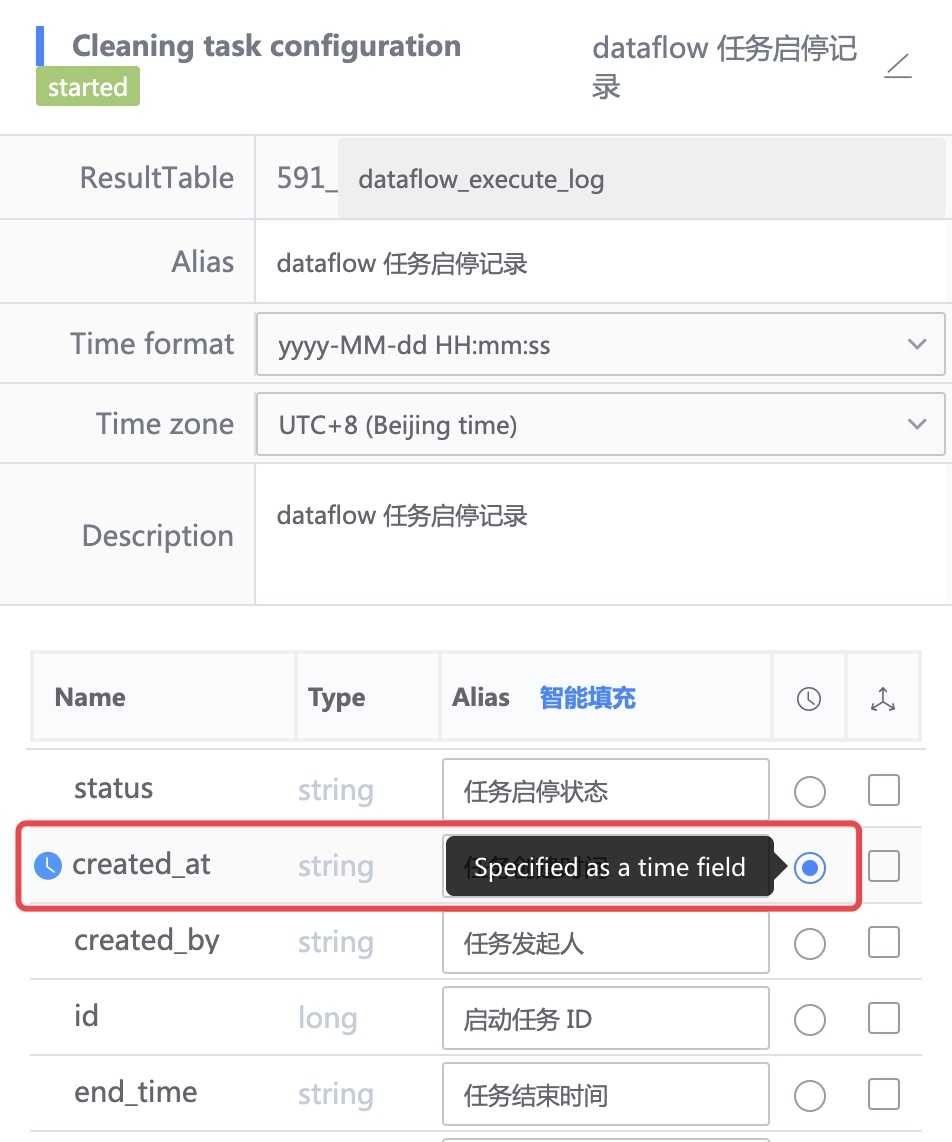 Cleaning task configuration
started
dataflow 任务启停记
录
ResultTable
591_ dataflow_execute_log
Alias
dataflow 任务启停记录
Time format
yyyy-MM-dd HH:mm:ss
Time zone
UTC+8 (Beijing time)
Description
dataflow 任务启停记录
Name Type Alias 智能填充
status string 任务启停状态
created_at string Specified as a time field
created_by string 任务发起人
id long 启动任务 ID
end_time string 任务结束时间